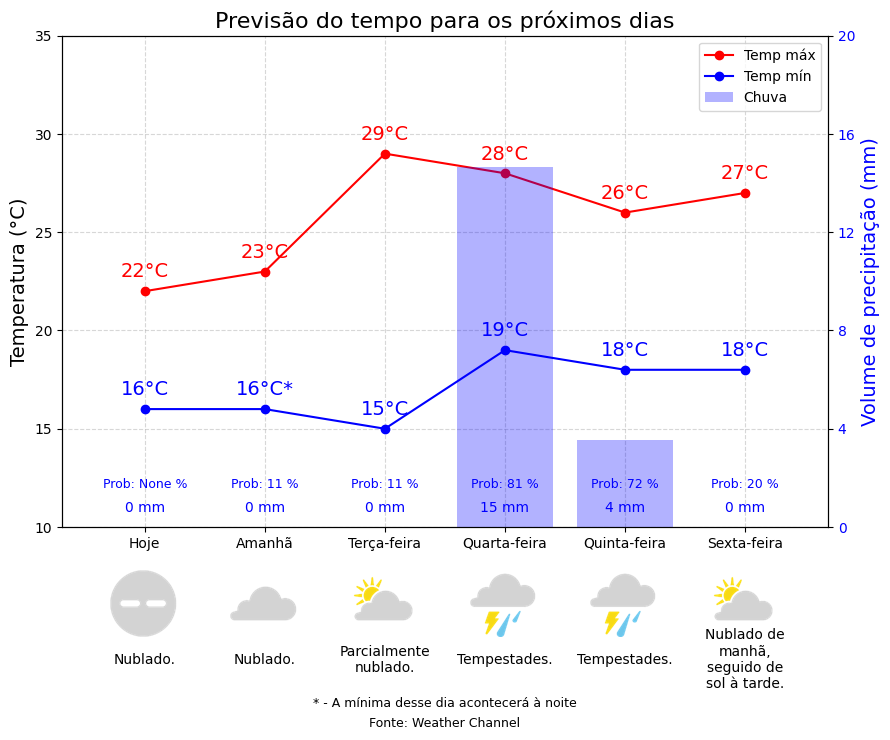 Previsão do tempo para os próximos dias
Temperatura (°C)
Volume de precipitação (mm)
35
30
25
20
15
10
20
16
12
8
4
0
Temp máx
Temp mín
Chuva
22°C
23°C
29°C
28°C
26°C
27°C
16°C
16°C*
15°C
19°C
18°C
18°C
Prob: None %
Prob: 11 %
Prob: 11 %
Prob: 81 %
Prob: 72 %
Prob: 20 %
0 mm
0 mm
0 mm
15 mm
4 mm
0 mm
Hoje
Amanhã
Terça-feira
Quarta-feira
Quinta-feira
Sexta-feira
Nublado.
Nublado.
Parcialmente
nublado.
Tempestades.
Tempestades.
Nublado de
manhã,
seguido de
sol à tarde.
* - A mínima desse dia acontecerá à noite
Fonte: Weather Channel